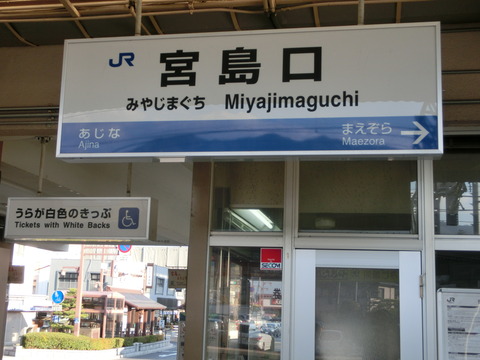 JR 宮島口
みやじまぐち Miyajimaguchi
あじな まえぞら
Ajina Maezora
うらが白色のきっぷ
Tickets with White Backs
SECOM